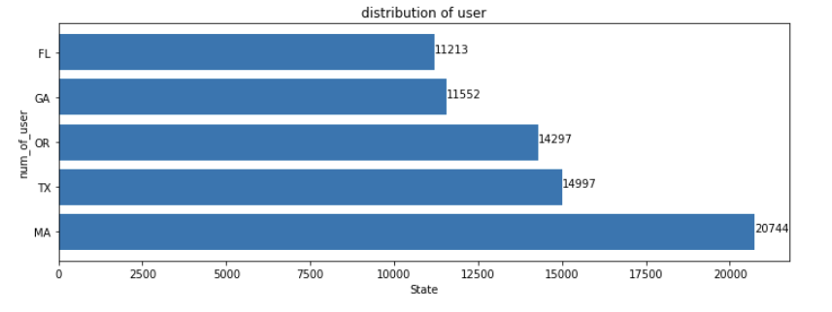 distribution of user
FL 11213
GA 11552
num_of_user
OR 14297
TX 14997
MA 20744
0 2500 5000 7500 10000 12500 15000 17500 20000
State